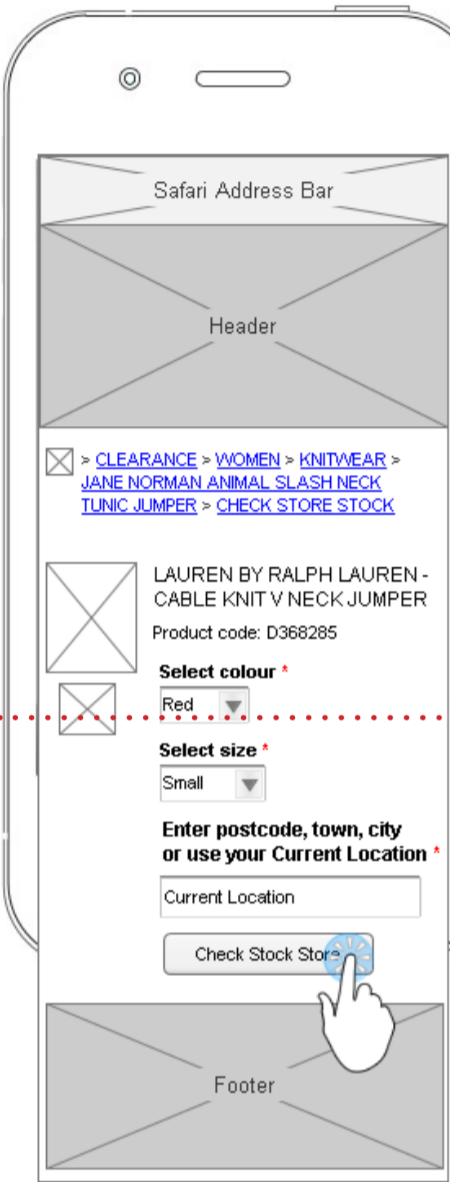 Safari Address Bar
Header
> CLEARANCE > WOMEN > KNITWEAR >
JANE NORMAN ANIMAL SLASH NECK
TUNIC JUMPER > CHECK STORE STOCK
LAUREN BY RALPH LAUREN -
CABLE KNIT V NECK JUMPER
Product code: D368285
Select colour *
Red
Select size *
Small
Enter postcode, town, city
or use your Current Location *
Current Location
Check Stock Store
Footer